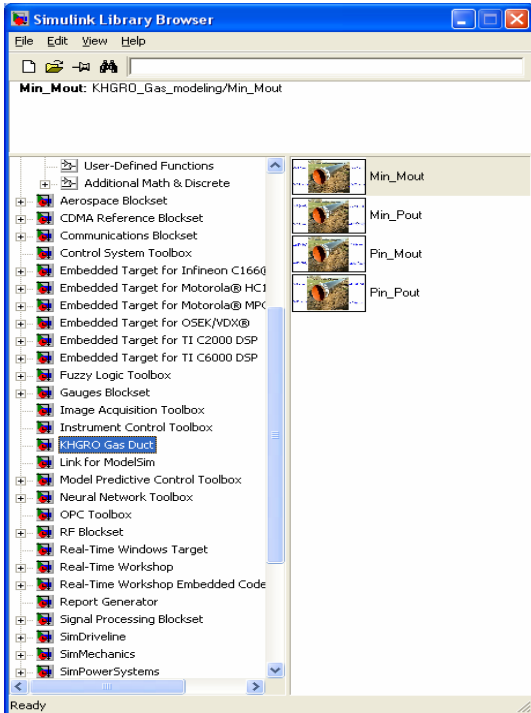 Simulink Library Browser
File Edit View Help
Min_Mout: KHGRO_Gas_modeling/Min_Mout
User-Defined Functions
Additional Math & Discrete
Aerospace Blockset
CDMA Reference Blockset
Communications Blockset
Control System Toolbox
Embedded Target for Infineon C166
Embedded Target for Motorola® HC1
Embedded Target for Motorola® MPC
Embedded Target for OSEK/VDX®
Embedded Target for TI C2000 DSP
Embedded Target for TI C6000 DSP
Fuzzy Logic Toolbox
Gauges Blockset
Image Acquisition Toolbox
Instrument Control Toolbox
KHGRO Gas Duct
Link for ModelSim
Model Predictive Control Toolbox
Neural Network Toolbox
OPC Toolbox
RF Blockset
Real-Time Windows Target
Real-Time Workshop
Real-Time Workshop Embedded Code
Report Generator
Signal Processing Blockset
SimDriveline
SimMechanics
SimPowerSystems
Min_Mout
Min_Pout
Pin_Mout
Pin_Pout
Ready